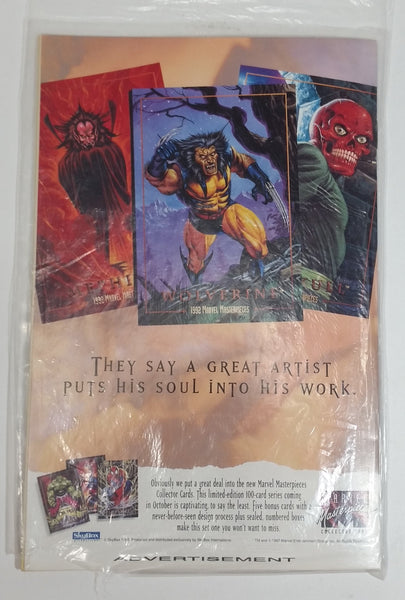 WOLVERINE
1992 MARVEL MASTERPIECES
THEY SAY A GREAT ARTIST
PUTS HIS SOUL INTO HIS WORK.
Obviously we put a great deal into the new Marvel Masterpieces
Collector Cards. This limited-edition 100-card series coming
in October is captivating, to say the least. Five bonus cards with a
never-before-seen design process plus sealed, numbered boxes
make this set one you won't want to miss.
SKYBOX
ADVERTISEMENT